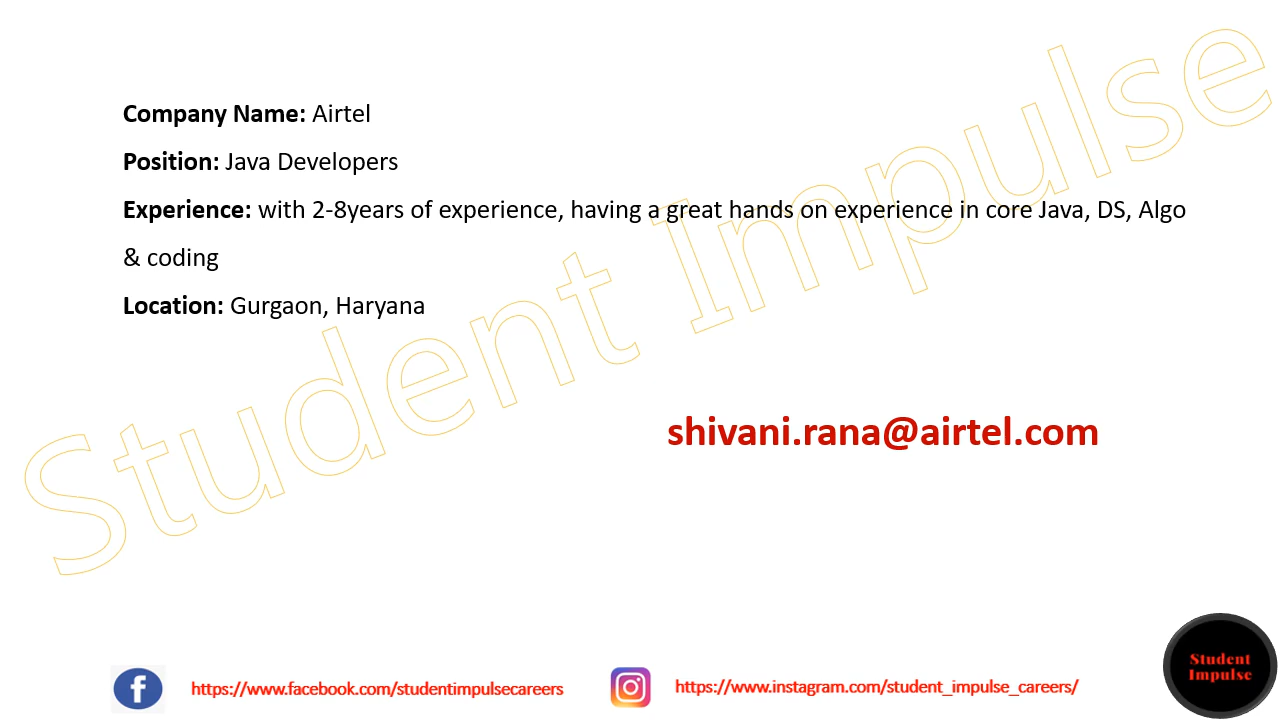 Company Name: Airtel
Position: Java Developers
Experience: with 2-8years of experience, having a great hands on experience in core Java, DS, Algo
& coding
Location: Gurgaon, Haryana
Student Impulse
shivani.rana@airtel.com
https://www.facebook.com/studentimpulsecareers
https://www.instagram.com/student_impulse_careers/
Student
Impulse